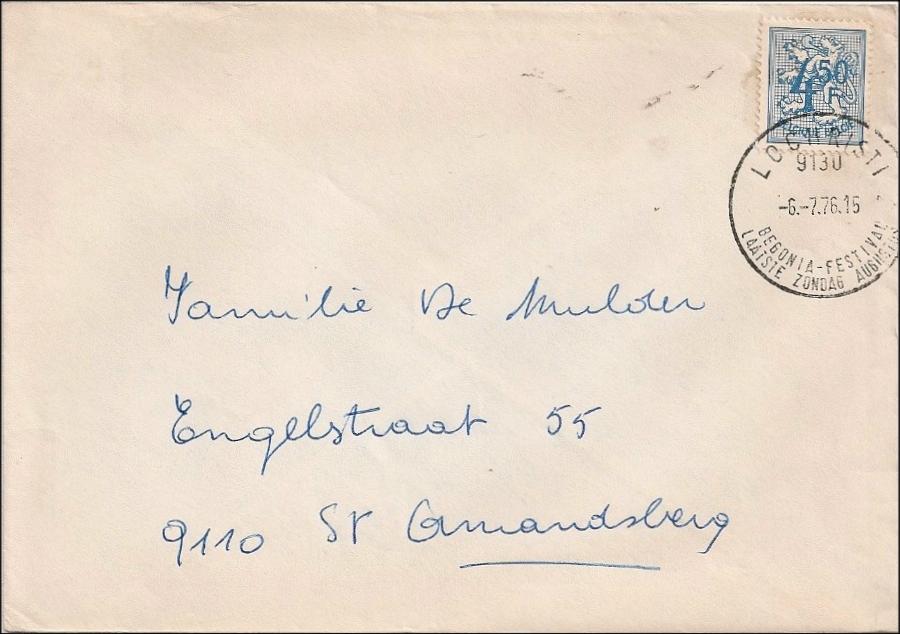 4 50 F
BELGIQUE BELGIE
LOCHRISTI
9130
-6.-7.76.15
BEGONIA-FESTIVAL
LAATSTE ZONDAG AUGUSTUS
Familie De Mulder
Engelstraat 55
9110 St Amandsberg